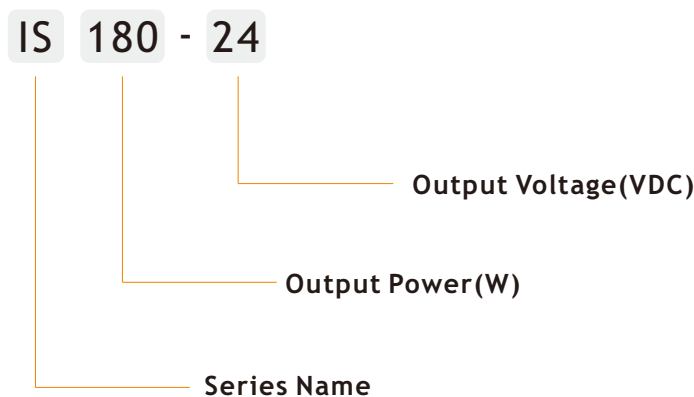 IS 180 - 24
Output Voltage(VDC)
Output Power(W)
Series Name